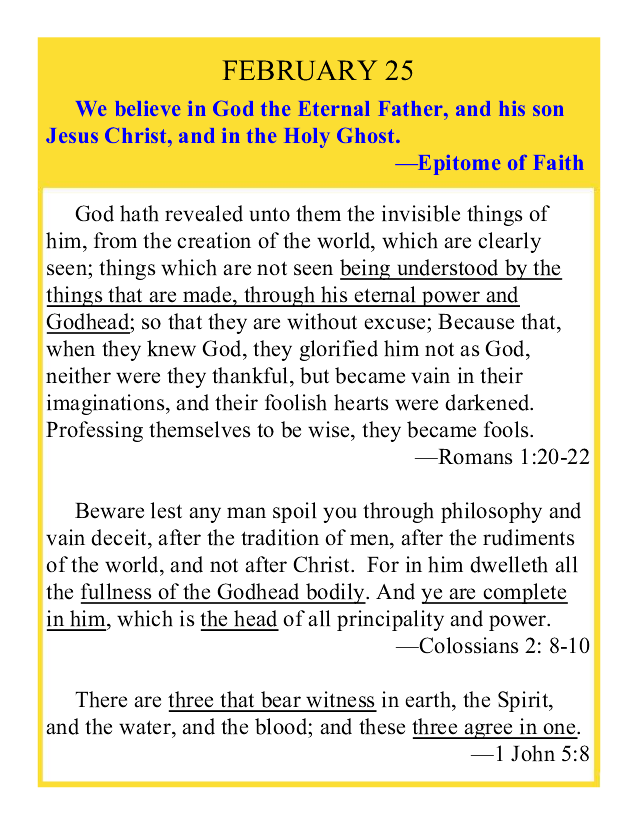 FEBRUARY 25
We believe in God the Eternal Father, and his son
Jesus Christ, and in the Holy Ghost.
—Epitome of Faith
God hath revealed unto them the invisible things of
him, from the creation of the world, which are clearly
seen; things which are not seen being understood by the
things that are made, through his eternal power and
Godhead; so that they are without excuse; Because that,
when they knew God, they glorified him not as God,
neither were they thankful, but became vain in their
imaginations, and their foolish hearts were darkened.
Professing themselves to be wise, they became fools.
—Romans 1:20-22
Beware lest any man spoil you through philosophy and
vain deceit, after the tradition of men, after the rudiments
of the world, and not after Christ.  For in him dwelleth all
the fullness of the Godhead bodily. And ye are complete
in him, which is the head of all principality and power.
—Colossians 2: 8-10
There are three that bear witness in earth, the Spirit,
and the water, and the blood; and these three agree in one.
—1 John 5:8